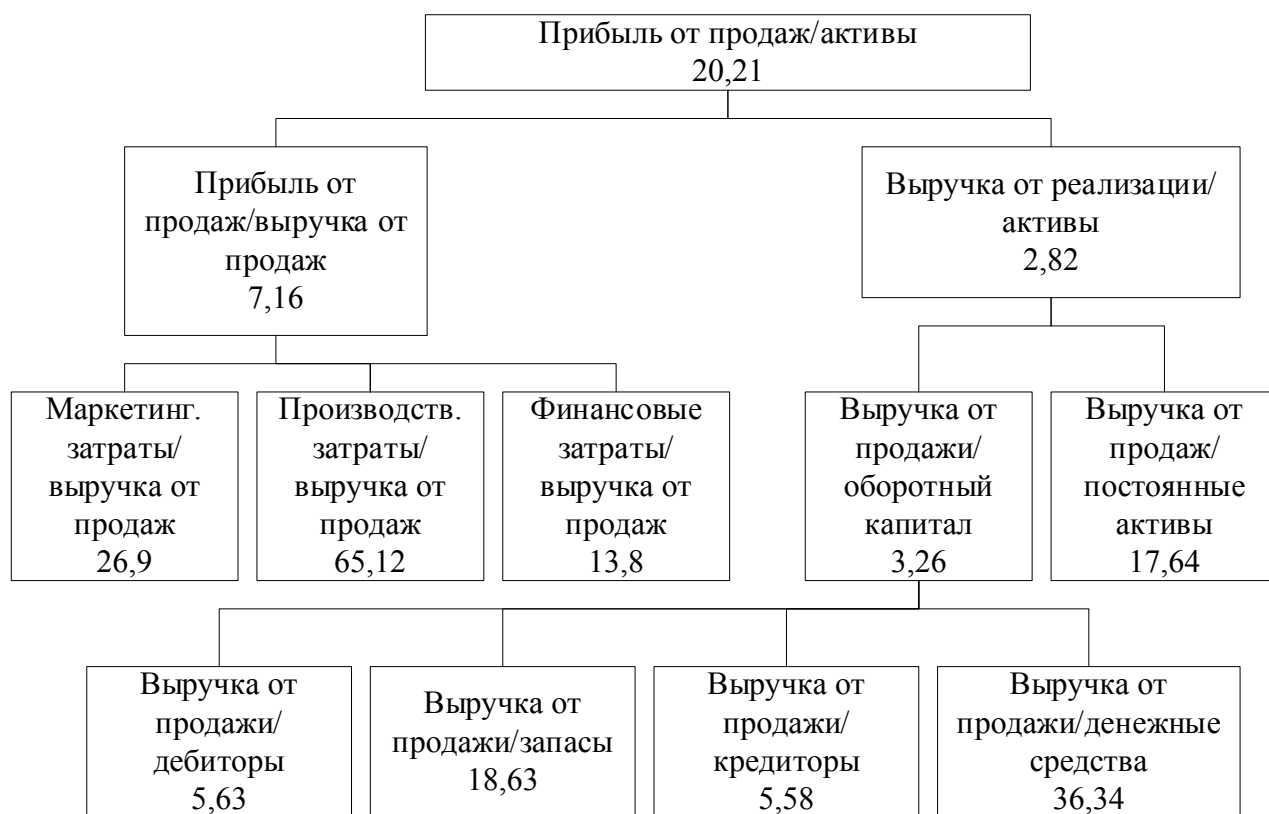 Прибыль от продаж/активы
20,21
Прибыль от
продаж/выручка от
продаж
7,16
Выручка от реализации/
активы
2,82
Маркетинг.
затраты/
выручка от
продаж
26,9
Производств.
затраты/
выручка от
продаж
65,12
Финансовые
затраты/
выручка от
продаж
13,8
Выручка от
продажи/
оборотный
капитал
3,26
Выручка от
продаж/
постоянные
активы
17,64
Выручка от
продажи/
дебиторы
5,63
Выручка от
продажи/запасы
18,63
Выручка от
продажи/
кредиторы
5,58
Выручка от
продажи/денежные
средства
36,34